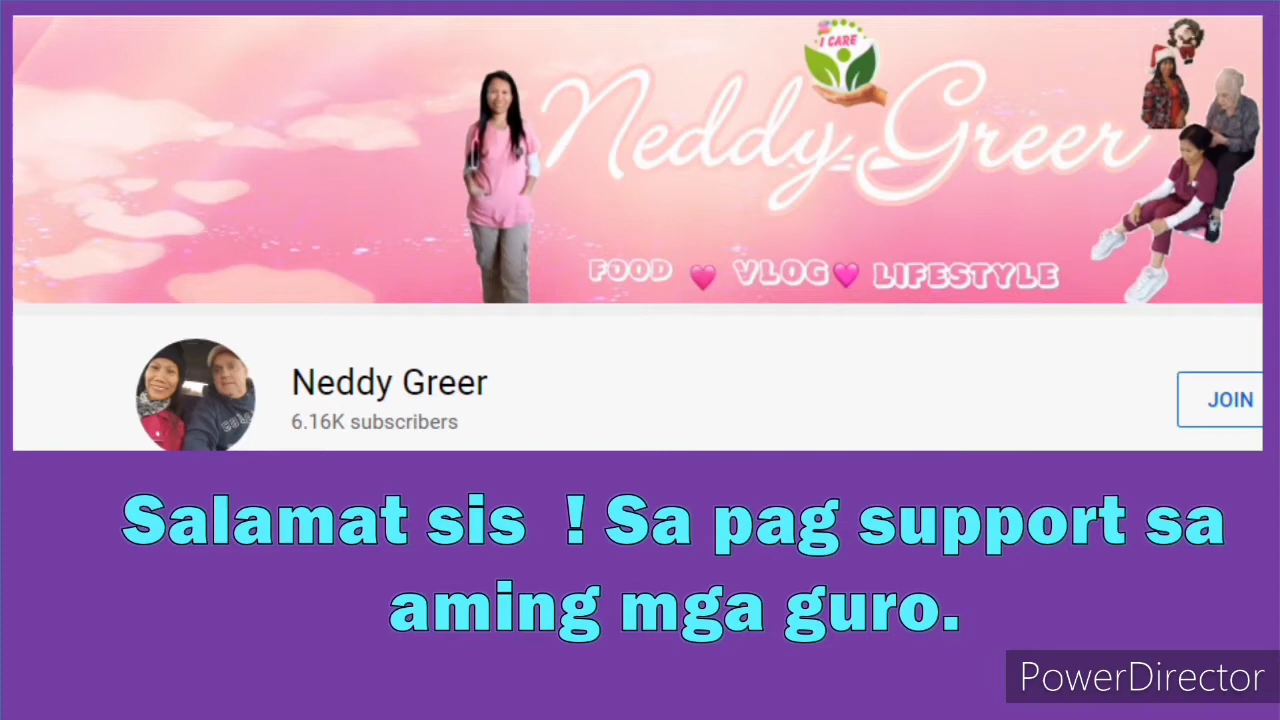 I CARE
Neddy Greer
FOOD VLOG LIFESTYLE
Neddy Greer
6.16K subscribers
JOIN
Salamat sis ! Sa pag support sa
aming mga guro.
PowerDirector